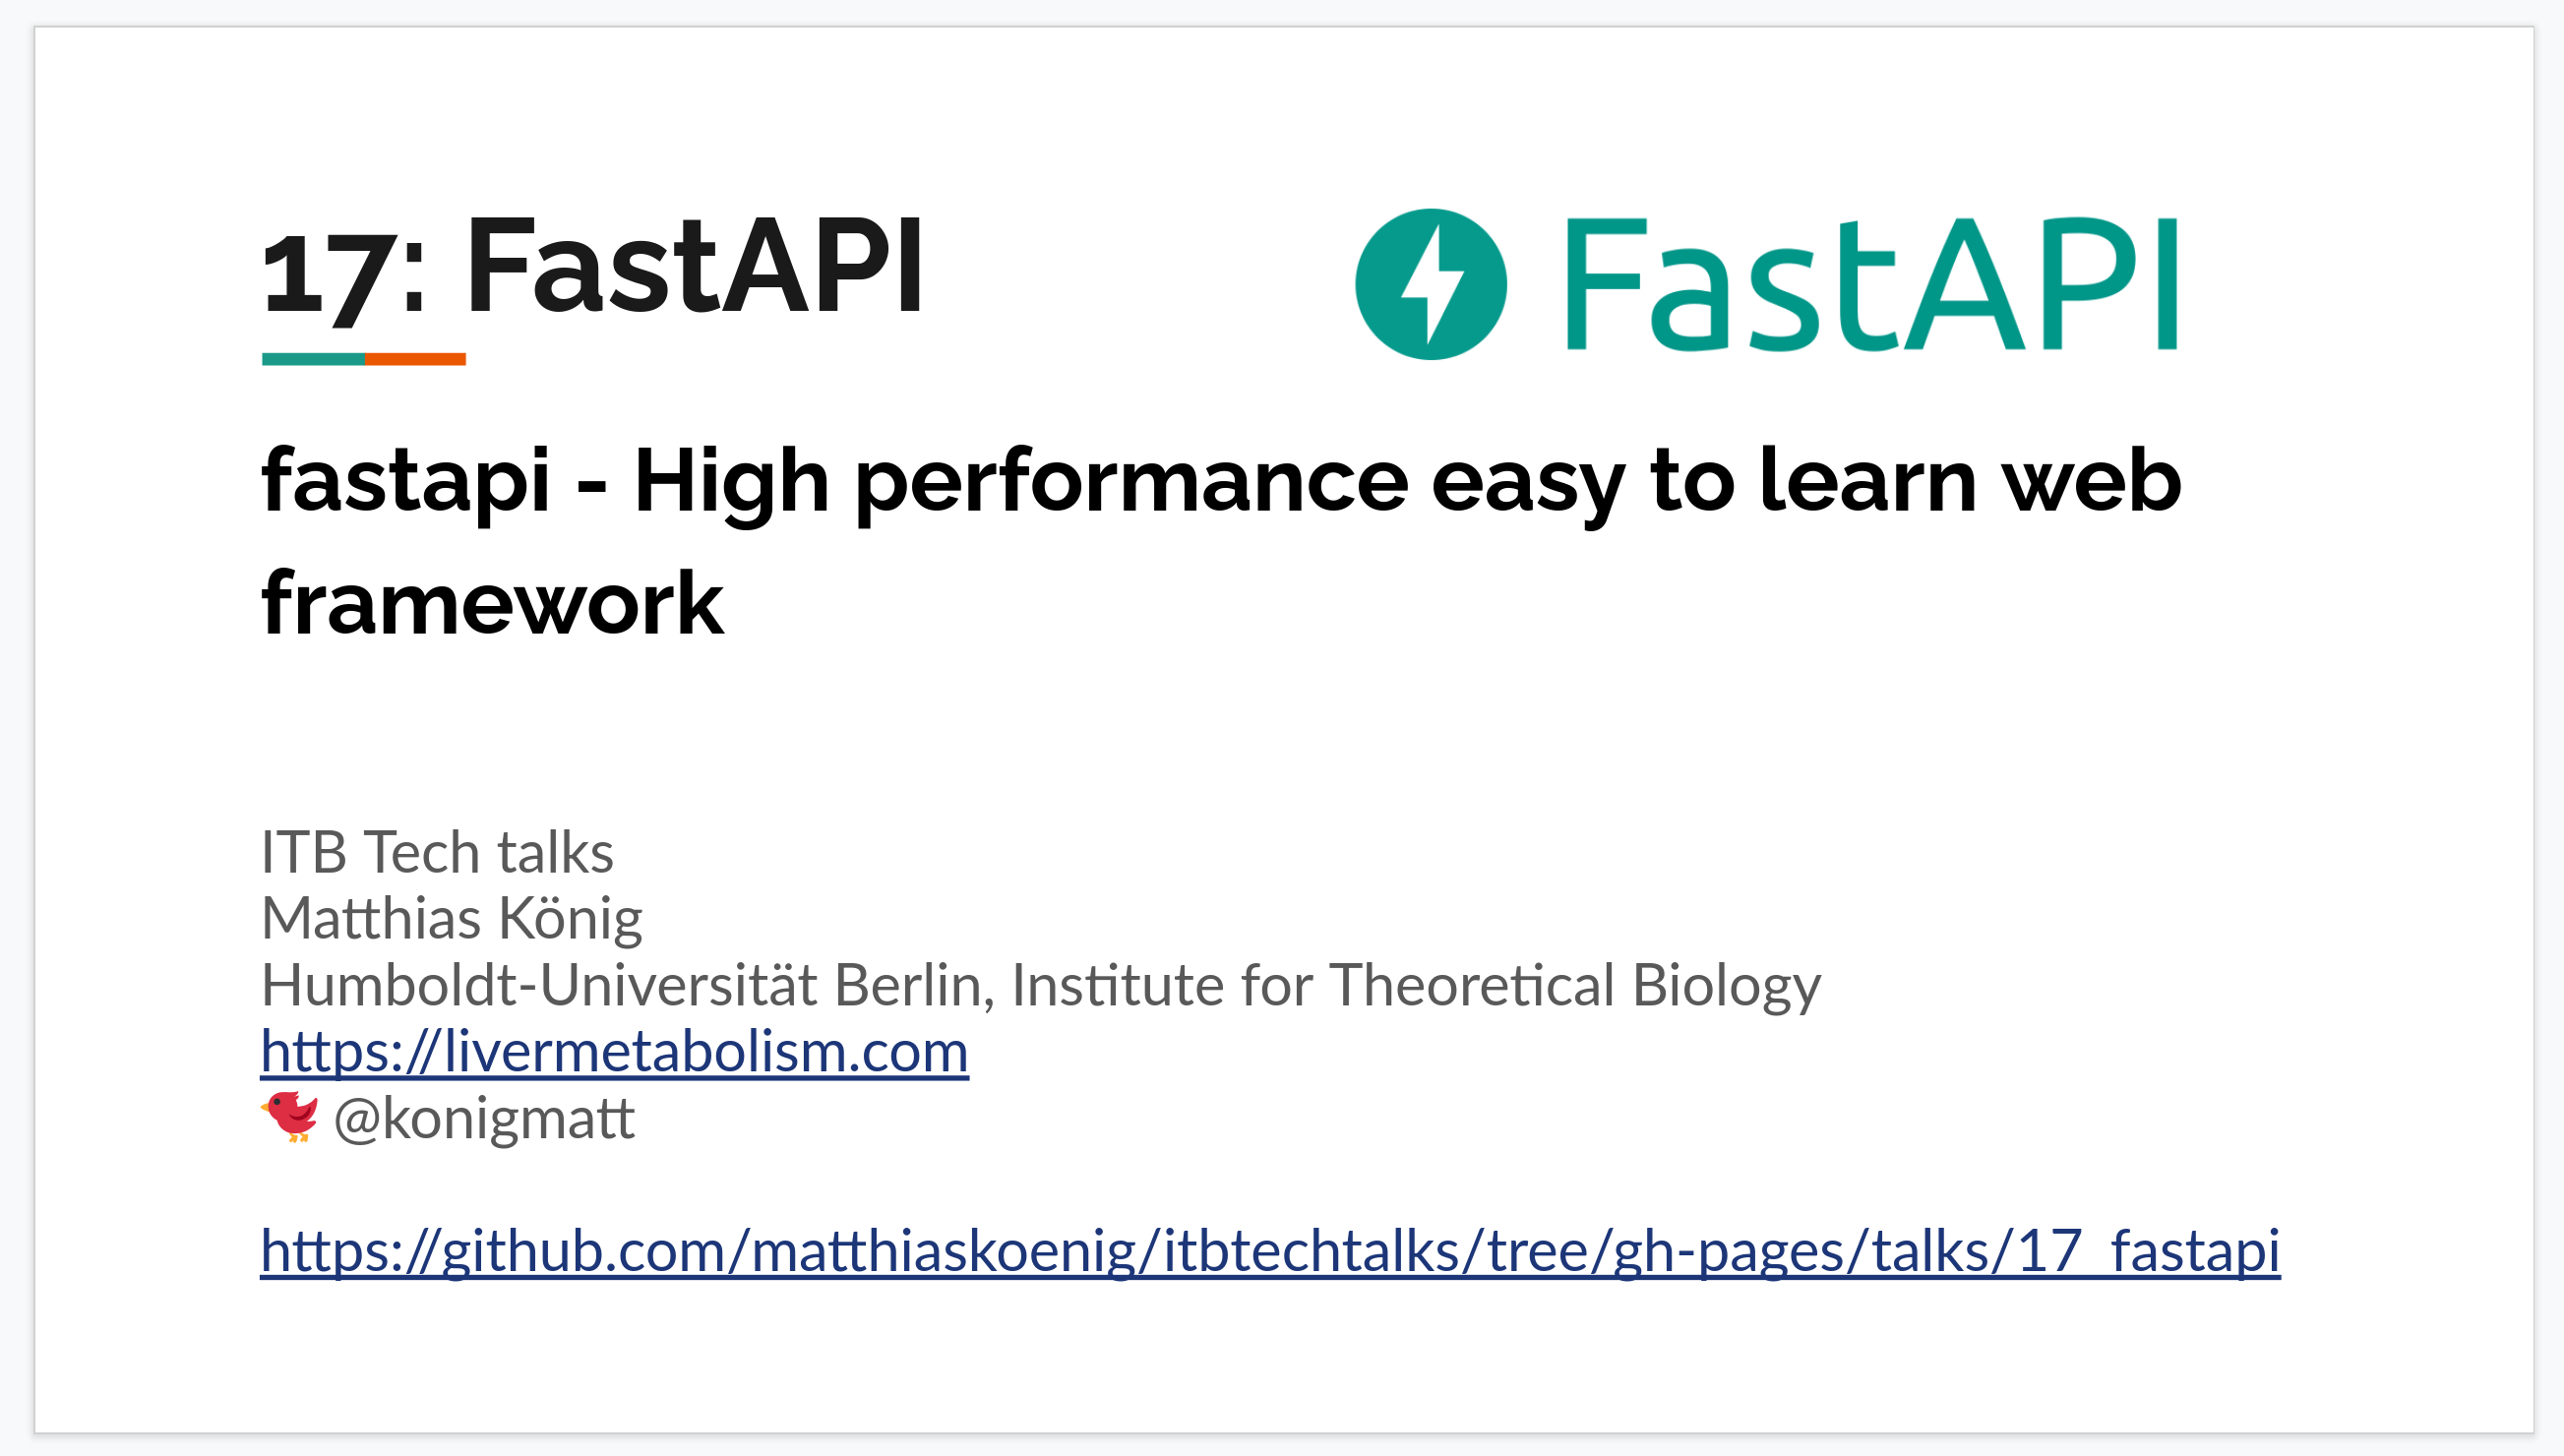 17: FastAPI
FastAPI
fastapi - High performance easy to learn web
framework
ITB Tech talks
Matthias König
Humboldt-Universität Berlin, Institute for Theoretical Biology
https://livermetabolism.com
@konigmatt
https://github.com/matthiaskoenig/itbtechtalks/tree/gh-pages/talks/17_fastapi